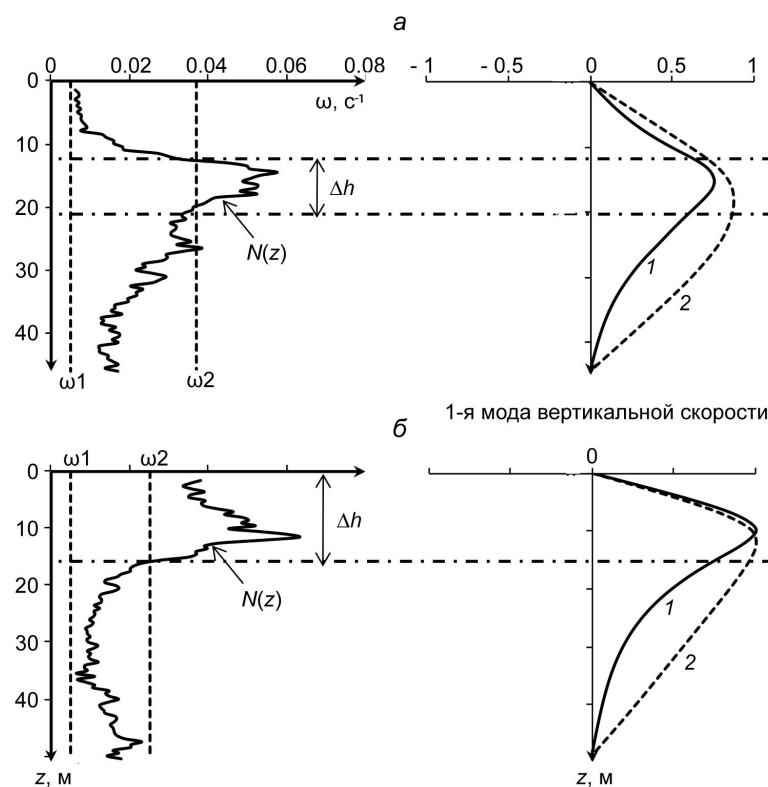 а
0 0.02 0.04 0.06 0.08
ω, с⁻¹
- 1 - 0.5 0 0.5 1
0
10
20
30
40
Δh
N(z)
ω1 ω2
1
2
1-я мода вертикальной скорости
б
ω1 ω2
0
0
10
20
30
40
Δh
N(z)
1
2
z, м
z, м